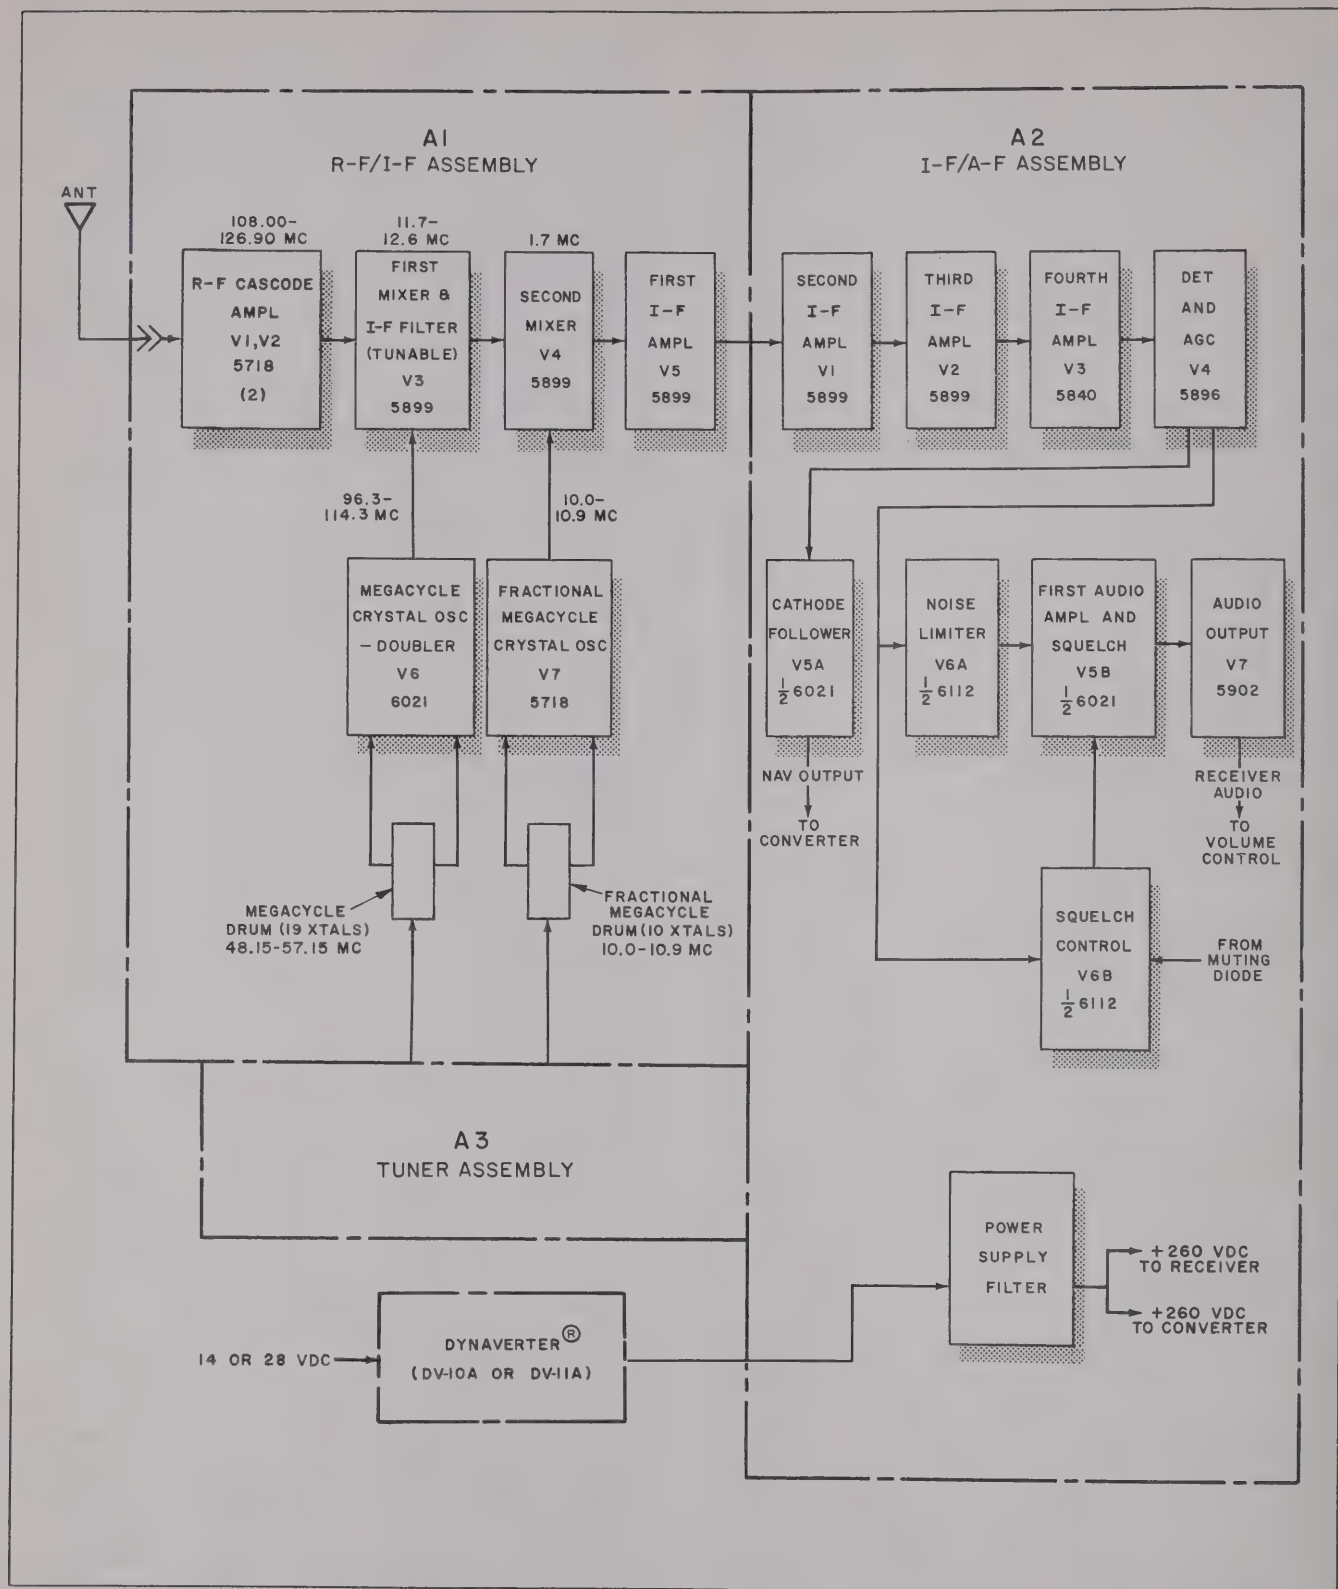 A1
R-F/I-F ASSEMBLY
A2
I-F/A-F ASSEMBLY
ANT
108.00-
126.90 MC
R-F CASCODE
AMPL
V1,V2
5718
(2)
11.7-
12.6 MC
FIRST
MIXER &
I-F FILTER
(TUNABLE)
V3
5899
1.7 MC
SECOND
MIXER
V4
5899
FIRST
I-F
AMPL
V5
5899
SECOND
I-F
AMPL
V1
5899
THIRD
I-F
AMPL
V2
5899
FOURTH
I-F
AMPL
V3
5840
DET
AND
AGC
V4
5896
96.3-
114.3 MC
10.0-
10.9 MC
MEGACYCLE
CRYSTAL OSC
- DOUBLER
V6
6021
FRACTIONAL
MEGACYCLE
CRYSTAL OSC
V7
5718
CATHODE
FOLLOWER
V5A
1/2 6021
NOISE
LIMITER
V6A
1/2 6112
FIRST AUDIO
AMPL AND
SQUELCH
V5B
1/2 6021
AUDIO
OUTPUT
V7
5902
NAV OUTPUT
TO
CONVERTER
RECEIVER
AUDIO
TO
VOLUME
CONTROL
MEGACYCLE
DRUM (19 XTALS)
48.15-57.15 MC
FRACTIONAL
MEGACYCLE
DRUM (10 XTALS)
10.0-10.9 MC
SQUELCH
CONTROL
V6B
1/2 6112
FROM
MUTING
DIODE
A3
TUNER ASSEMBLY
POWER
SUPPLY
FILTER
+260 VDC
TO RECEIVER
+260 VDC
TO CONVERTER
14 OR 28 VDC
DYNAVERTER®
(DV-10A OR DV-11A)